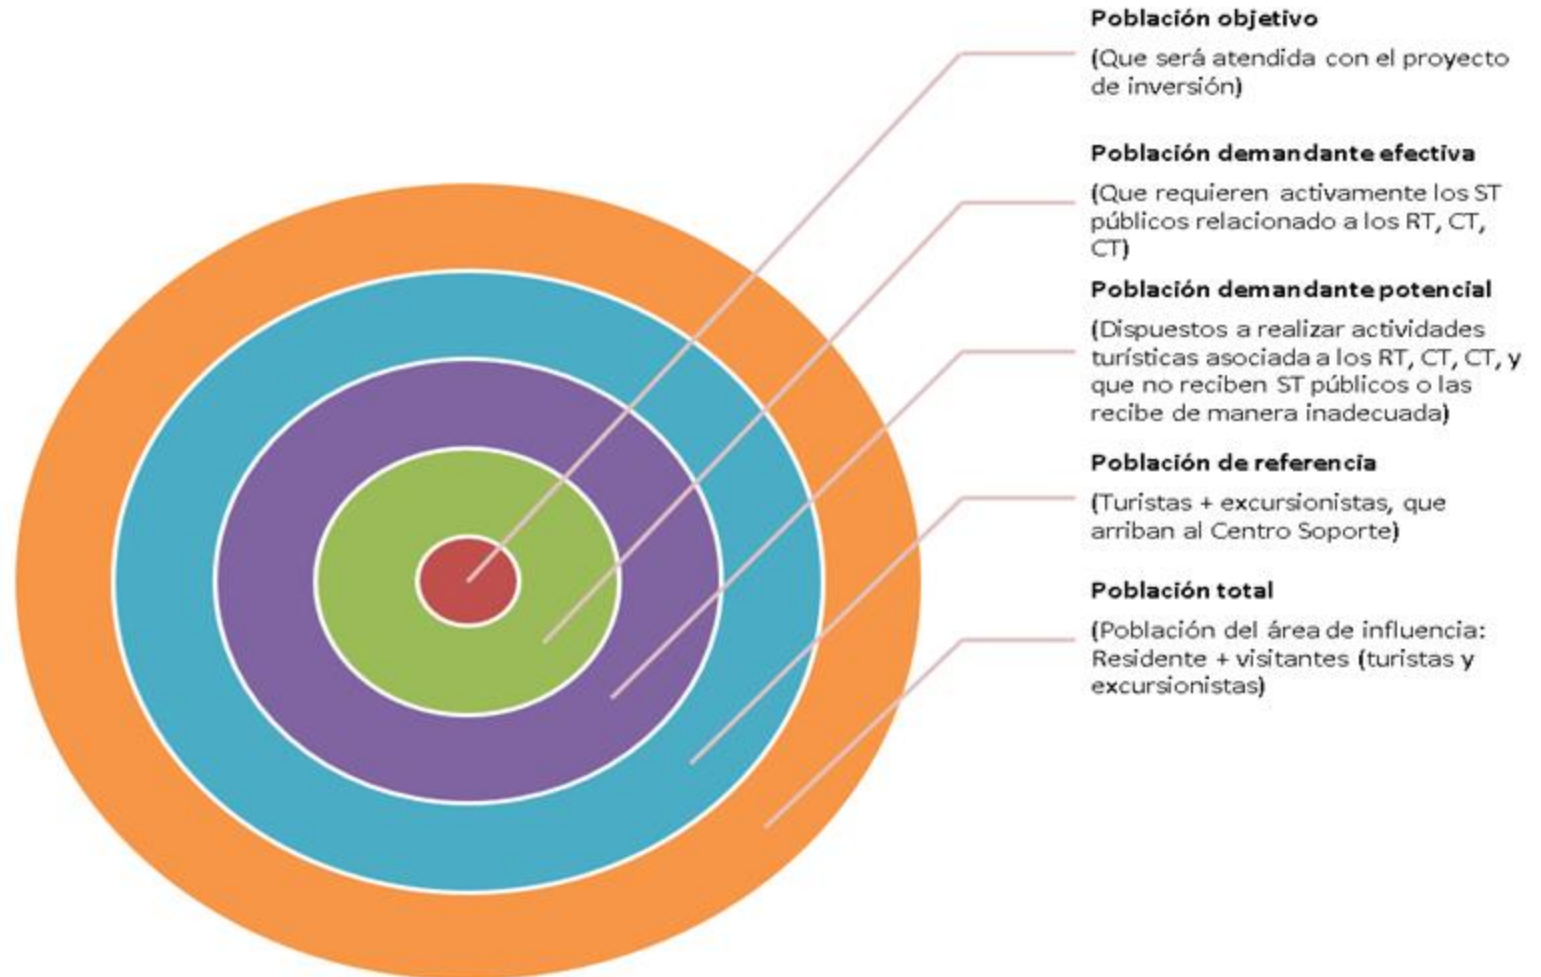 Población objetivo
(Que será atendida con el proyecto
de inversión)
Población demandante efectiva
(Que requieren activamente los ST
públicos relacionado a los RT, CT,
CT)
Población demandante potencial
(Dispuestos a realizar actividades
turísticas asociada a los RT, CT, CT, y
que no reciben ST públicos o las
recibe de manera inadecuada)
Población de referencia
(Turistas + excursionistas, que
arriban al Centro Soporte)
Población total
(Población del área de influencia:
Residente + visitantes (turistas y
excursionistas)